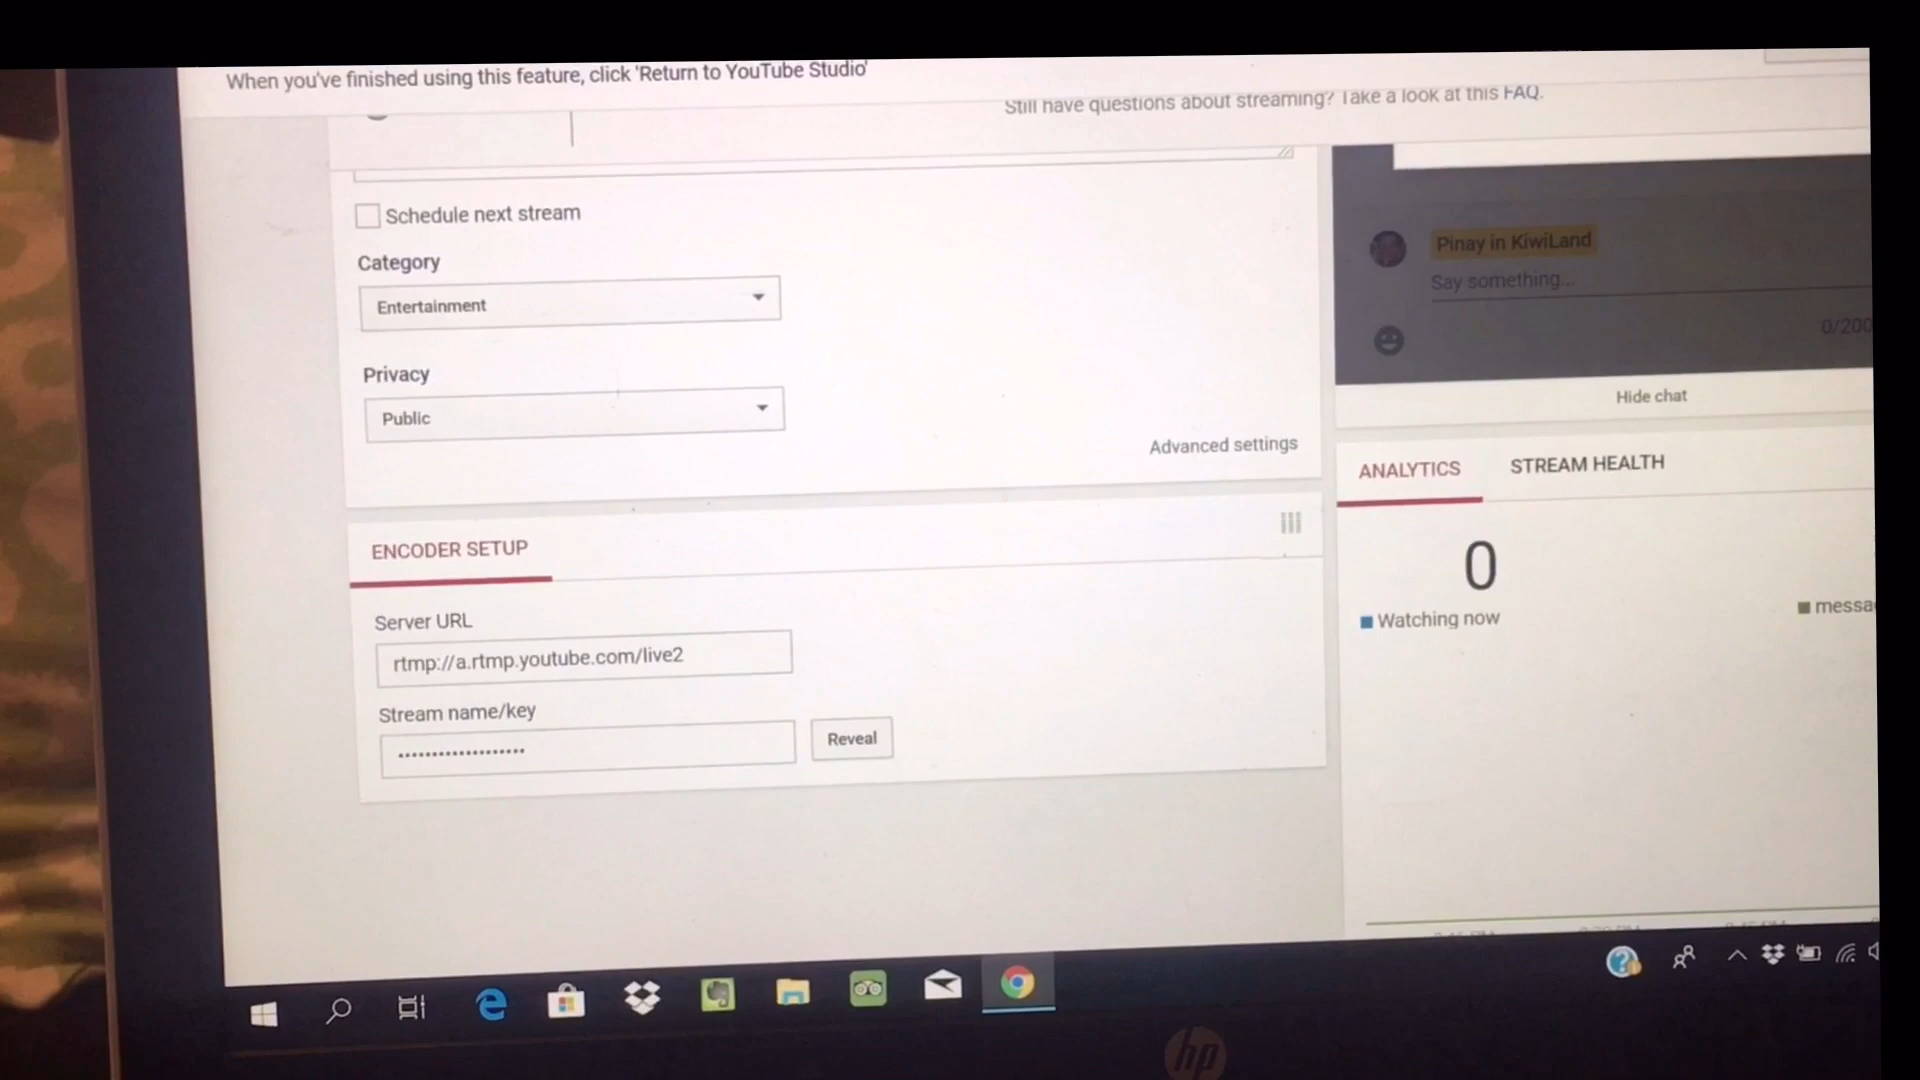 When you've finished using this feature, click 'Return to YouTube Studio'
Still have questions about streaming? Take a look at this FAQ.
Schedule next stream
Category
Entertainment
Privacy
Public
Advanced settings
ENCODER SETUP
Server URL
rtmp://a.rtmp.youtube.com/live2
Stream name/key
Reveal
Pinay in KiwiLand
Say something...
0/200
Hide chat
ANALYTICS
STREAM HEALTH
0
Watching now
messa
hp